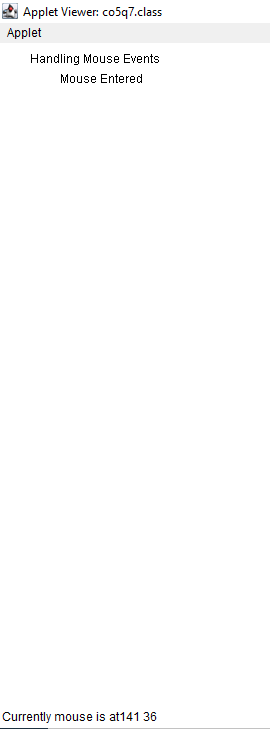 Applet Viewer: co5q7.class
Applet
Handling Mouse Events
Mouse Entered
Currently mouse is at141 36